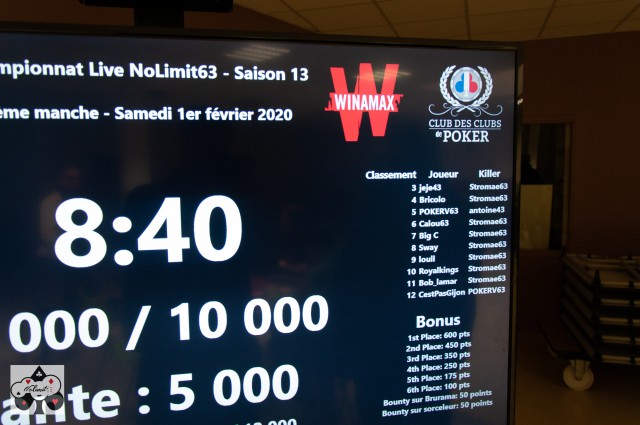 mpionnat Live NoLimit63 - Saison 13
ème manche - Samedi 1er février 2020
WINAMAX
CLUB DES CLUBS
de POKER
8:40
000 / 10 000
ante : 5 000
Classement Joueur Killer
3 jeje43 Stromae63
4 Bricolo Stromae63
5 POKERV63 antoine43
6 Calou63 Stromae63
7 Big C Stromae63
8 Sway Stromae63
9 loull Stromae63
10 Royalkings Stromae63
11 Bob_lamar Stromae63
12 CestPasGijon POKERV63
Bonus
1st Place: 600 pts
2nd Place: 450 pts
3rd Place: 350 pts
4th Place: 250 pts
5th Place: 175 pts
6th Place: 100 pts
Bounty sur Brurama: 50 points
Bounty sur sorceleur: 50 points
NoLimit